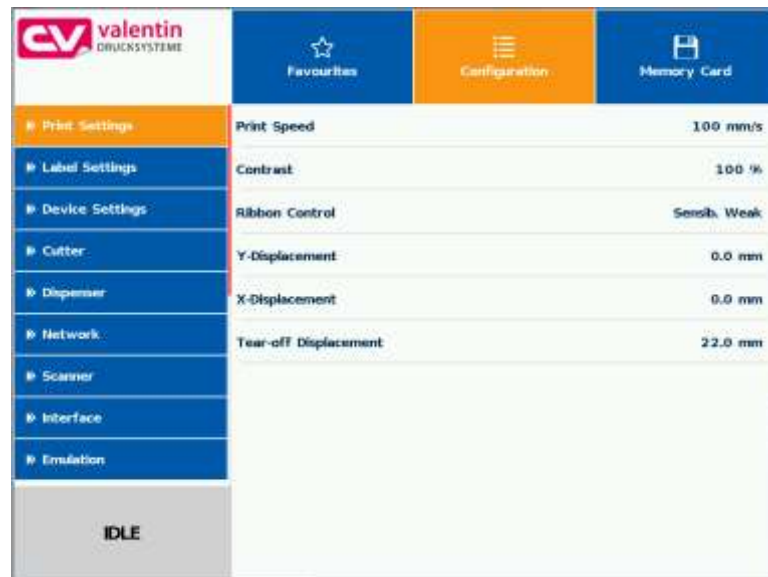 CV valentin
DRUCKSYSTEME
Favourites
Configuration
Memory Card
Print Settings
Label Settings
Device Settings
Cutter
Dispenser
Network
Scanner
Interface
Emulation
IDLE
Print Speed 100 mm/s
Contrast 100 %
Ribbon Control Sensib. Weak
Y-Displacement 0.0 mm
X-Displacement 0.0 mm
Tear-off Displacement 22.0 mm